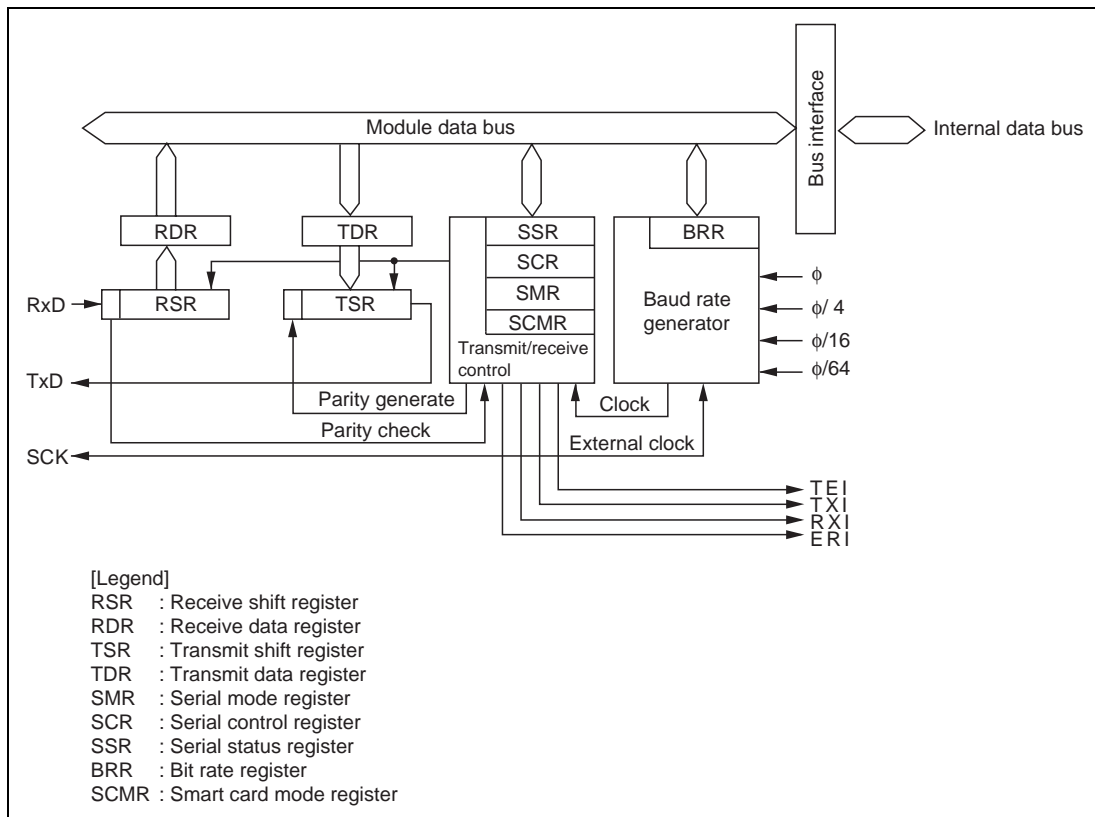 Module data bus
Bus interface
Internal data bus
RDR
TDR
SSR
BRR
SCR
SMR
SCMR
RSR
TSR
Baud rate
generator
Transmit/receive
control
RxD
TxD
SCK
φ
φ/ 4
φ/16
φ/64
Parity generate
Parity check
Clock
External clock
TEI
TXI
RXI
ERI
[Legend]
RSR : Receive shift register
RDR : Receive data register
TSR : Transmit shift register
TDR : Transmit data register
SMR : Serial mode register
SCR : Serial control register
SSR : Serial status register
BRR : Bit rate register
SCMR : Smart card mode register